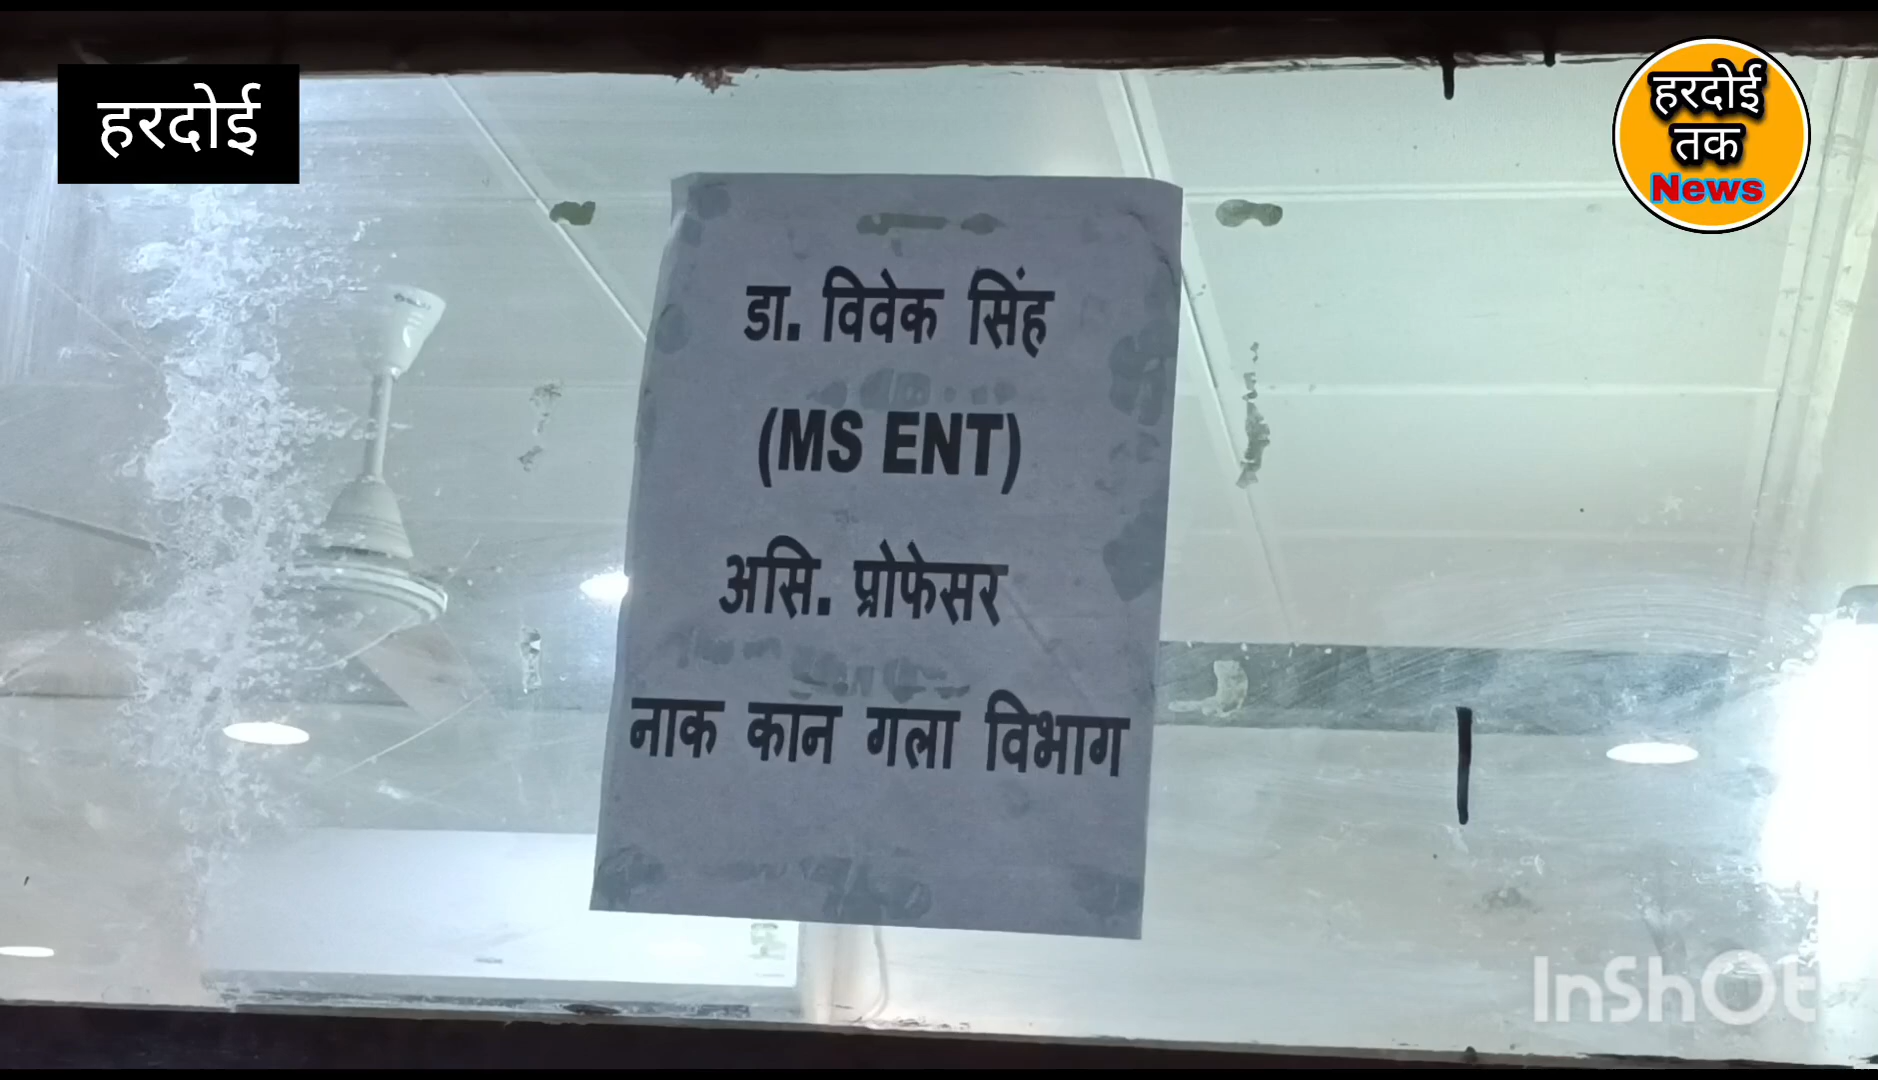 हरदोई
हरदोई
तक
News
डा. विवेक सिंह
(MS ENT)
असि. प्रोफेसर
नाक कान गला विभाग
InShOt